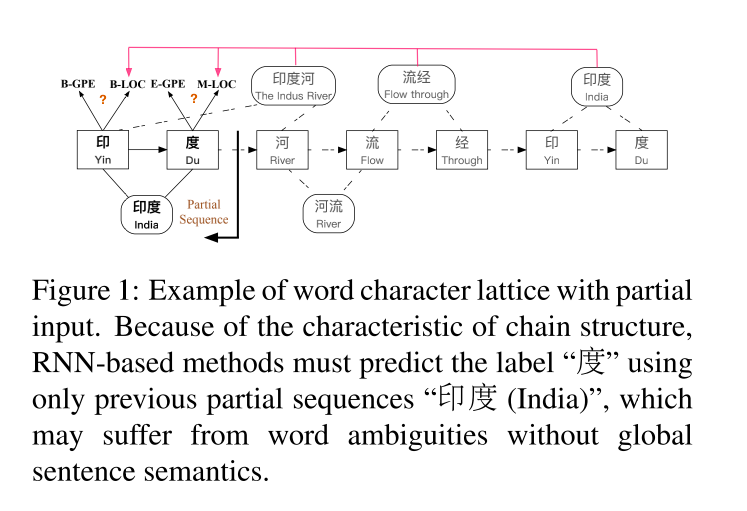 B-GPE B-LOC E-GPE M-LOC
? ?
印度河
The Indus River
流经
Flow through
印度
India
印
Yin
度
Du
河
River
流
Flow
经
Through
印
Yin
度
Du
印度
India
Partial
Sequence
河流
River
Figure 1: Example of word character lattice with partial
input. Because of the characteristic of chain structure,
RNN-based methods must predict the label “度” using
only previous partial sequences “印度 (India)”, which
may suffer from word ambiguities without global
sentence semantics.